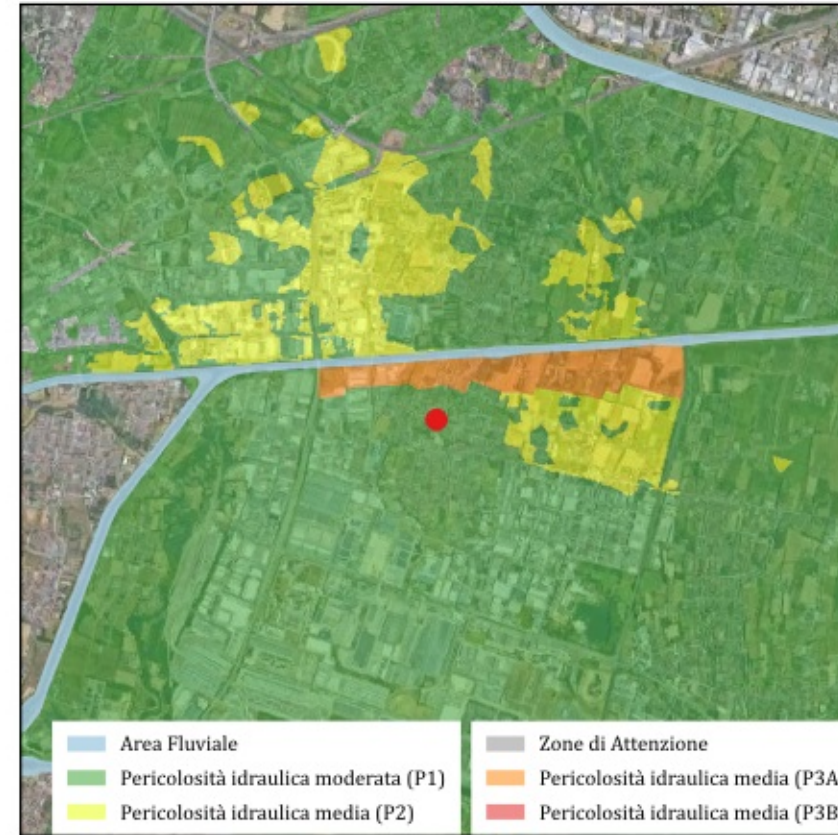 Area Fluviale
Pericolosità idraulica moderata (P1)
Pericolosità idraulica media (P2)
Zone di Attenzione
Pericolosità idraulica media (P3A
Pericolosità idraulica media (P3B